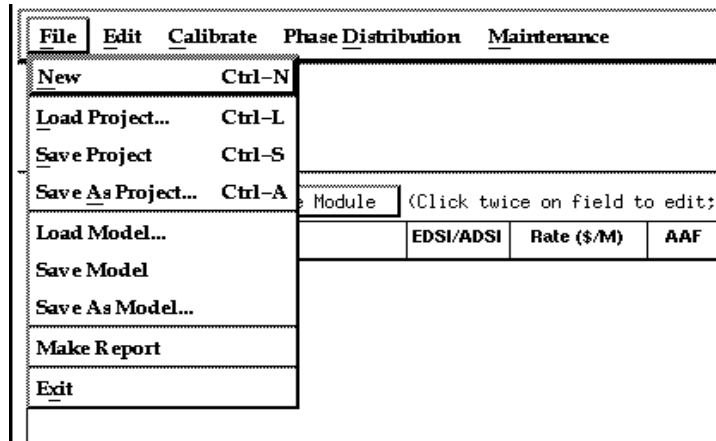 File Edit Calibrate Phase Distribution Maintenance
New Ctrl-N
Load Project... Ctrl-L
Save Project Ctrl-S
Save As Project... Ctrl-A
Module (Click twice on field to edit;
Load Model...
EDSI/ADSI Rate ($/M) AAF
Save Model
Save As Model...
Make Report
Exit